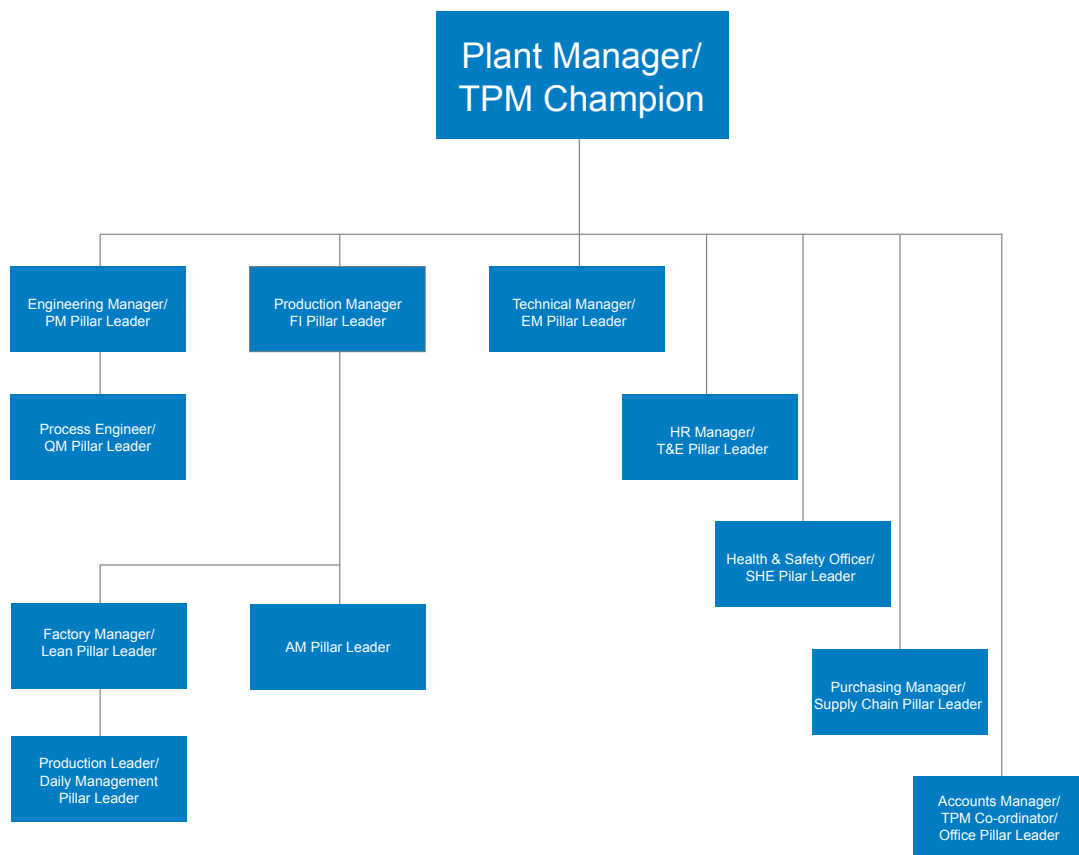 Plant Manager/
TPM Champion
Engineering Manager/
PM Pillar Leader
Production Manager
FI Pillar Leader
Technical Manager/
EM Pillar Leader
Process Engineer/
QM Pillar Leader
HR Manager/
T&E Pillar Leader
Health & Safety Officer/
SHE Pilar Leader
Factory Manager/
Lean Pillar Leader
AM Pillar Leader
Purchasing Manager/
Supply Chain Pillar Leader
Production Leader/
Daily Management
Pillar Leader
Accounts Manager/
TPM Co-ordinator/
Office Pillar Leader